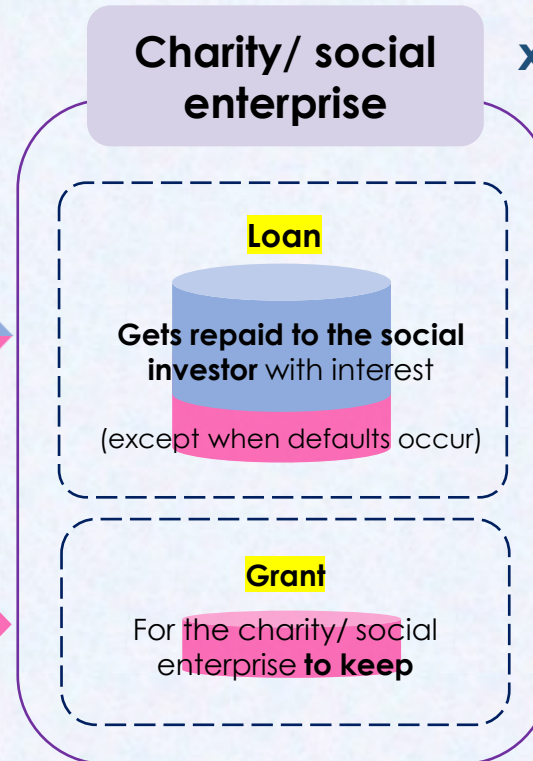 Charity/ social
enterprise
x
Loan
Gets repaid to the social
investor with interest
(except when defaults occur)
Grant
For the charity/ social
enterprise to keep